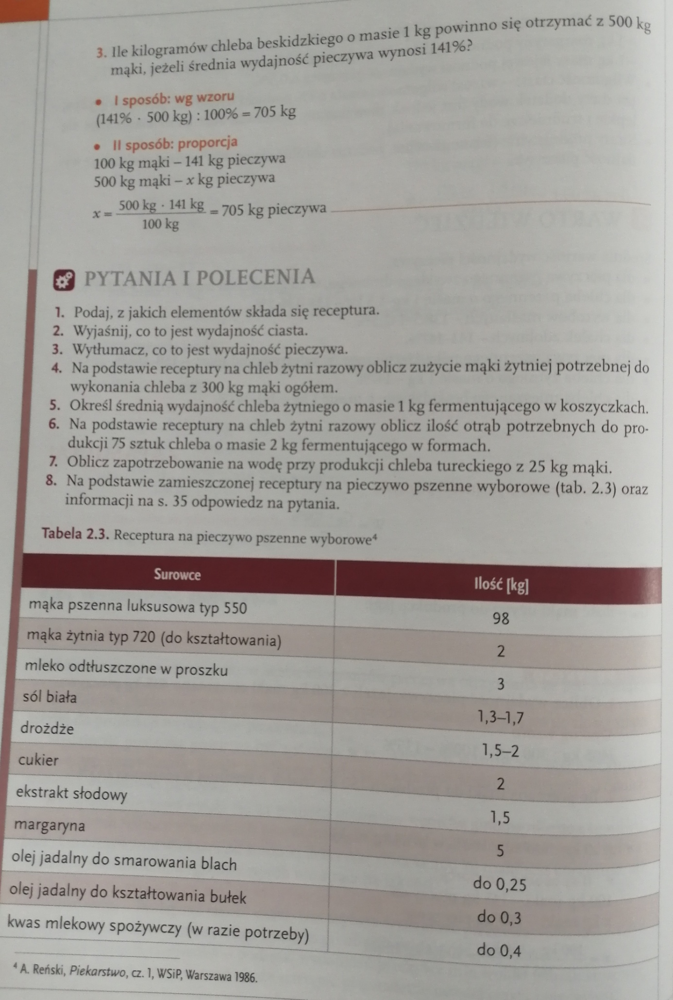 3. Ile kilogramów chleba beskidzkiego o masie 1 kg powinno się otrzymać z 500 kg
mąki, jeżeli średnia wydajność pieczywa wynosi 141%?
• I sposób: wg wzoru
(141% · 500 kg) : 100% = 705 kg
• II sposób: proporcja
100 kg mąki – 141 kg pieczywa
500 kg mąki – x kg pieczywa
x = 500 kg · 141 kg / 100 kg = 705 kg pieczywa
PYTANIA I POLECENIA
1. Podaj, z jakich elementów składa się receptura.
2. Wyjaśnij, co to jest wydajność ciasta.
3. Wytłumacz, co to jest wydajność pieczywa.
4. Na podstawie receptury na chleb żytni razowy oblicz zużycie mąki żytniej potrzebnej do
wykonania chleba z 300 kg mąki ogółem.
5. Określ średnią wydajność chleba żytniego o masie 1 kg fermentującego w koszyczkach.
6. Na podstawie receptury na chleb żytni razowy oblicz ilość otrąb potrzebnych do pro-
dukcji 75 sztuk chleba o masie 2 kg fermentującego w formach.
7. Oblicz zapotrzebowanie na wodę przy produkcji chleba tureckiego z 25 kg mąki.
8. Na podstawie zamieszczonej receptury na pieczywo pszenne wyborowe (tab. 2.3) oraz
informacji na s. 35 odpowiedz na pytania.
Tabela 2.3. Receptura na pieczywo pszenne wyborowe⁴
Surowce Ilość [kg]
mąka pszenna luksusowa typ 550 98
mąka żytnia typ 720 (do kształtowania) 2
mleko odtłuszczone w proszku 3
sól biała 1,3–1,7
drożdże 1,5–2
cukier 2
ekstrakt słodowy 1,5
margaryna 5
olej jadalny do smarowania blach do 0,25
olej jadalny do kształtowania bułek do 0,3
kwas mlekowy spożywczy (w razie potrzeby) do 0,4
⁴ A. Reński, Piekarstwo, cz. 1, WSiP, Warszawa 1986.